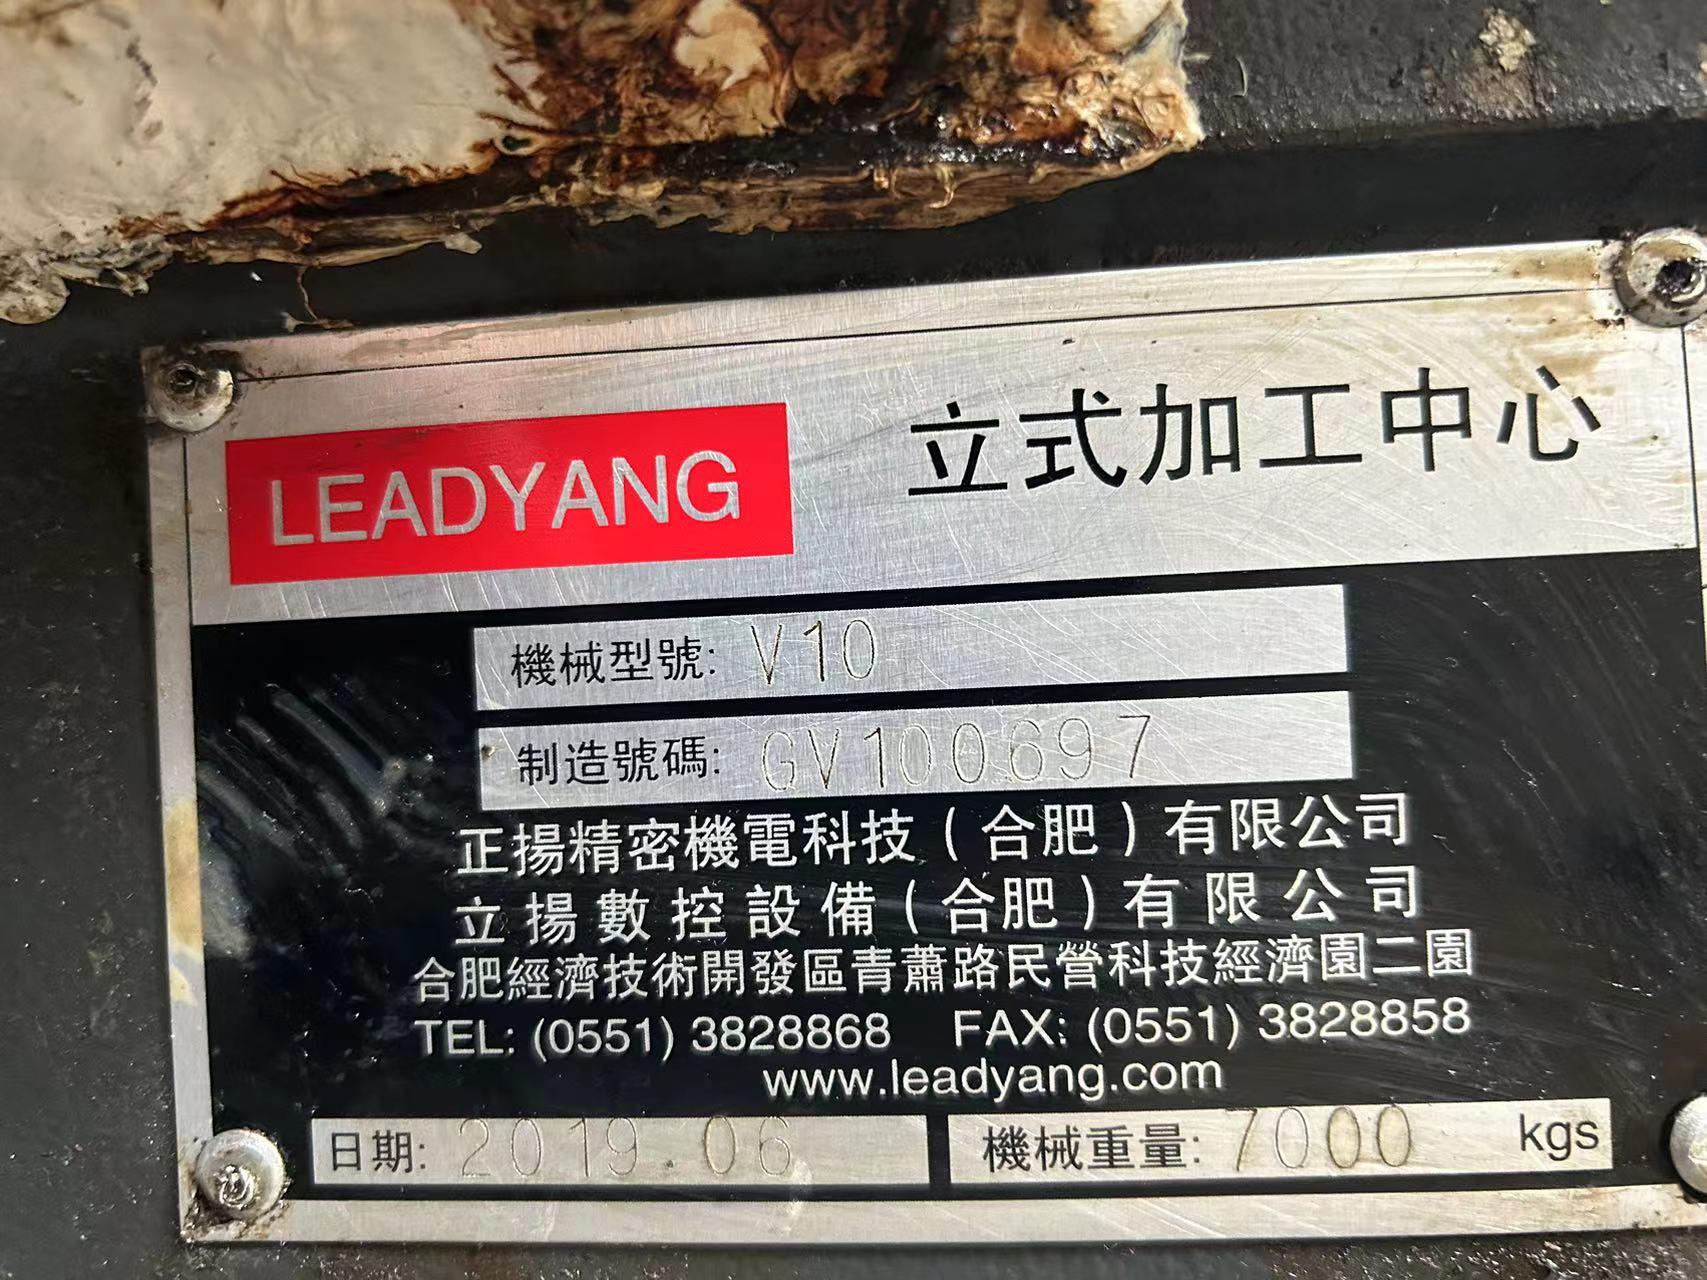 LEADYANG 立式加工中心
機械型號: V10
制造號碼: GV100697
正揚精密機電科技(合肥)有限公司
立揚數控設備(合肥)有限公司
合肥經濟技術開發區青蕭路民營科技經濟園二園
TEL: (0551) 3828868 FAX: (0551) 3828858
www.leadyang.com
日期: 2019.06 機械重量: 7000 kgs